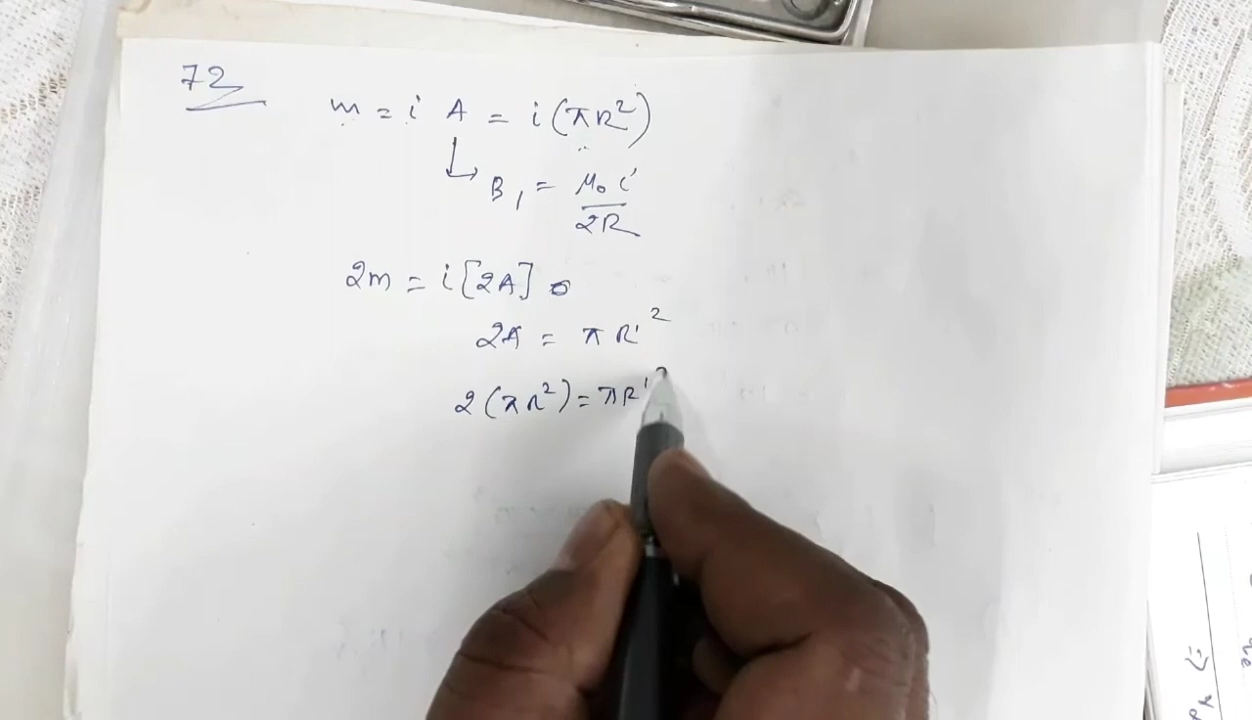 72
m = i A = i (πR²)
↳ B₁ = μ₀ i / 2R
2m = i [2A]
2A = πR'²
2 (πR²) = πR'²